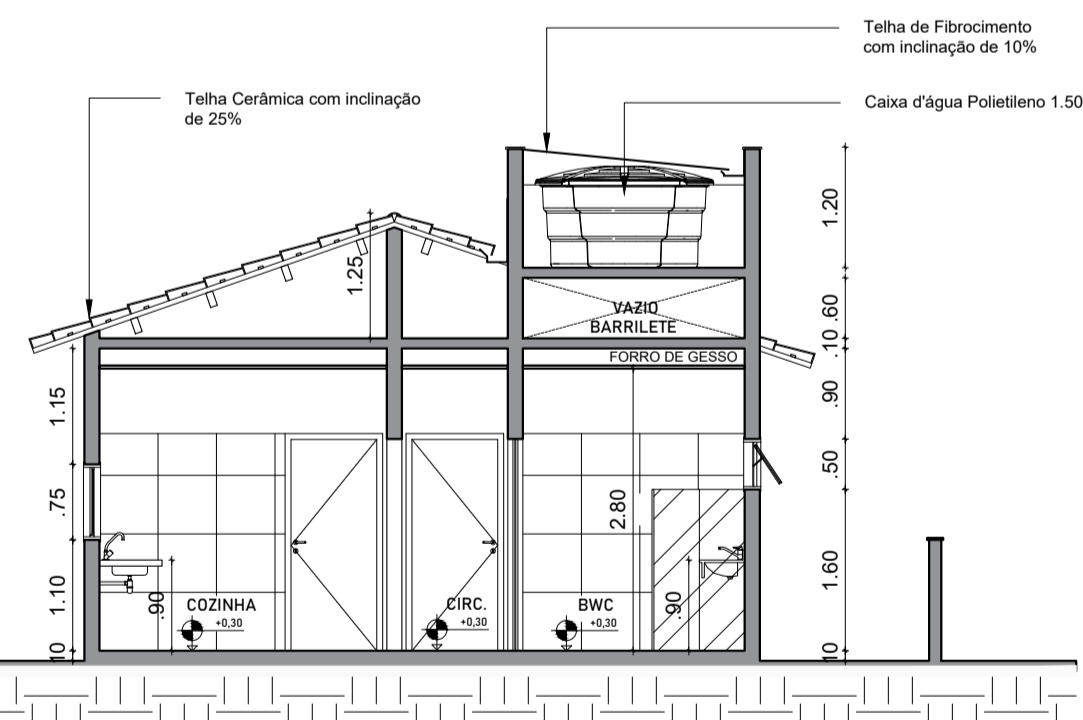 Telha de Fibrocimento
com inclinação de 10%
Telha Cerâmica com inclinação
de 25%
Caixa d'água Polietileno 1.50
1.20
1.25
.60
VAZIO
BARRILETE
.10
FORRO DE GESSO
1.15
.90
.50
.75
2.80
1.10
.90
COZINHA
+0,30
CIRC.
+0,30
BWC
+0,30
.90
1.60
10
10